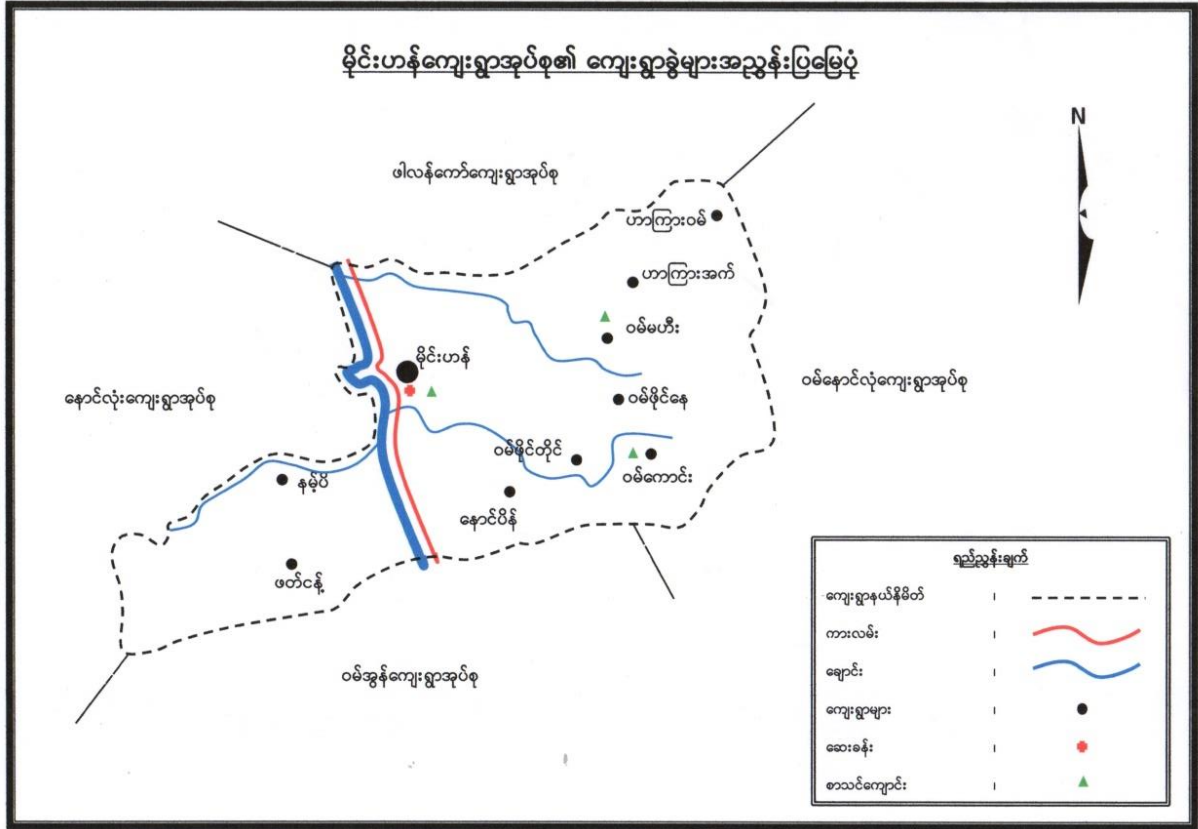 မိုင်းဟန်ကျေးရွာအုပ်စု၏ ကျေးရွာခွဲများအညွှန်းပြမြေပုံ
N
ဖါလန်ကော်ကျေးရွာအုပ်စု
ဟာကြားဝမ်
ဟာကြားအက်
ဝမ်မဟီး
မိုင်းဟန်
ဝမ်နောင်လုံကျေးရွာအုပ်စု
နောင်လုံးကျေးရွာအုပ်စု
ဝမ်ဖိုင်နေ
ဝမ်ဖိုင်တိုင်
ဝမ်ကောင်း
နမ့်ပိ
နောင်ပိန်
ဖတ်ငန့်
ဝမ်အွန်ကျေးရွာအုပ်စု
ရည်ညွှန်းချက်
ကျေးရွာနယ်နိမိတ် ၊
ကားလမ်း ၊
ချောင်း ၊
ကျေးရွာများ ၊
ဆေးခန်း ၊
စာသင်ကျောင်း ၊